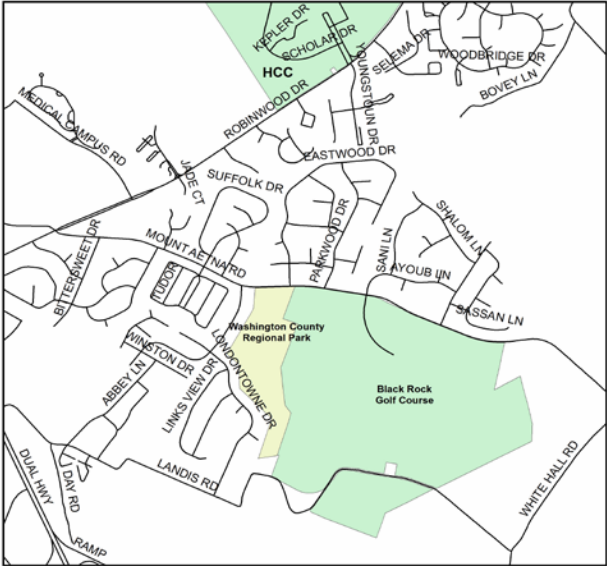 KEPLER DR
SCHOLAR DR
HCC
YOUNGSTOUN DR
SELEMA DR
WOODBRIDGE DR
BOVEY LN
ROBINWOOD DR
MEDICAL CAMPUS RD
EASTWOOD DR
JADE CT
SUFFOLK DR
PARKWOOD DR
SHALOM LN
SANI LN
MOUNT AETNA RD
BITTERSWEET DR
TUDOR
AYOUB LN
SASSAN LN
Washington County
Regional Park
WINSTON DR
LONDONTOWNE DR
LINKS VIEW DR
ABBEY LN
Black Rock
Golf Course
WHITE HALL RD
LANDIS RD
DUAL HWY
DAY RD
RAMP